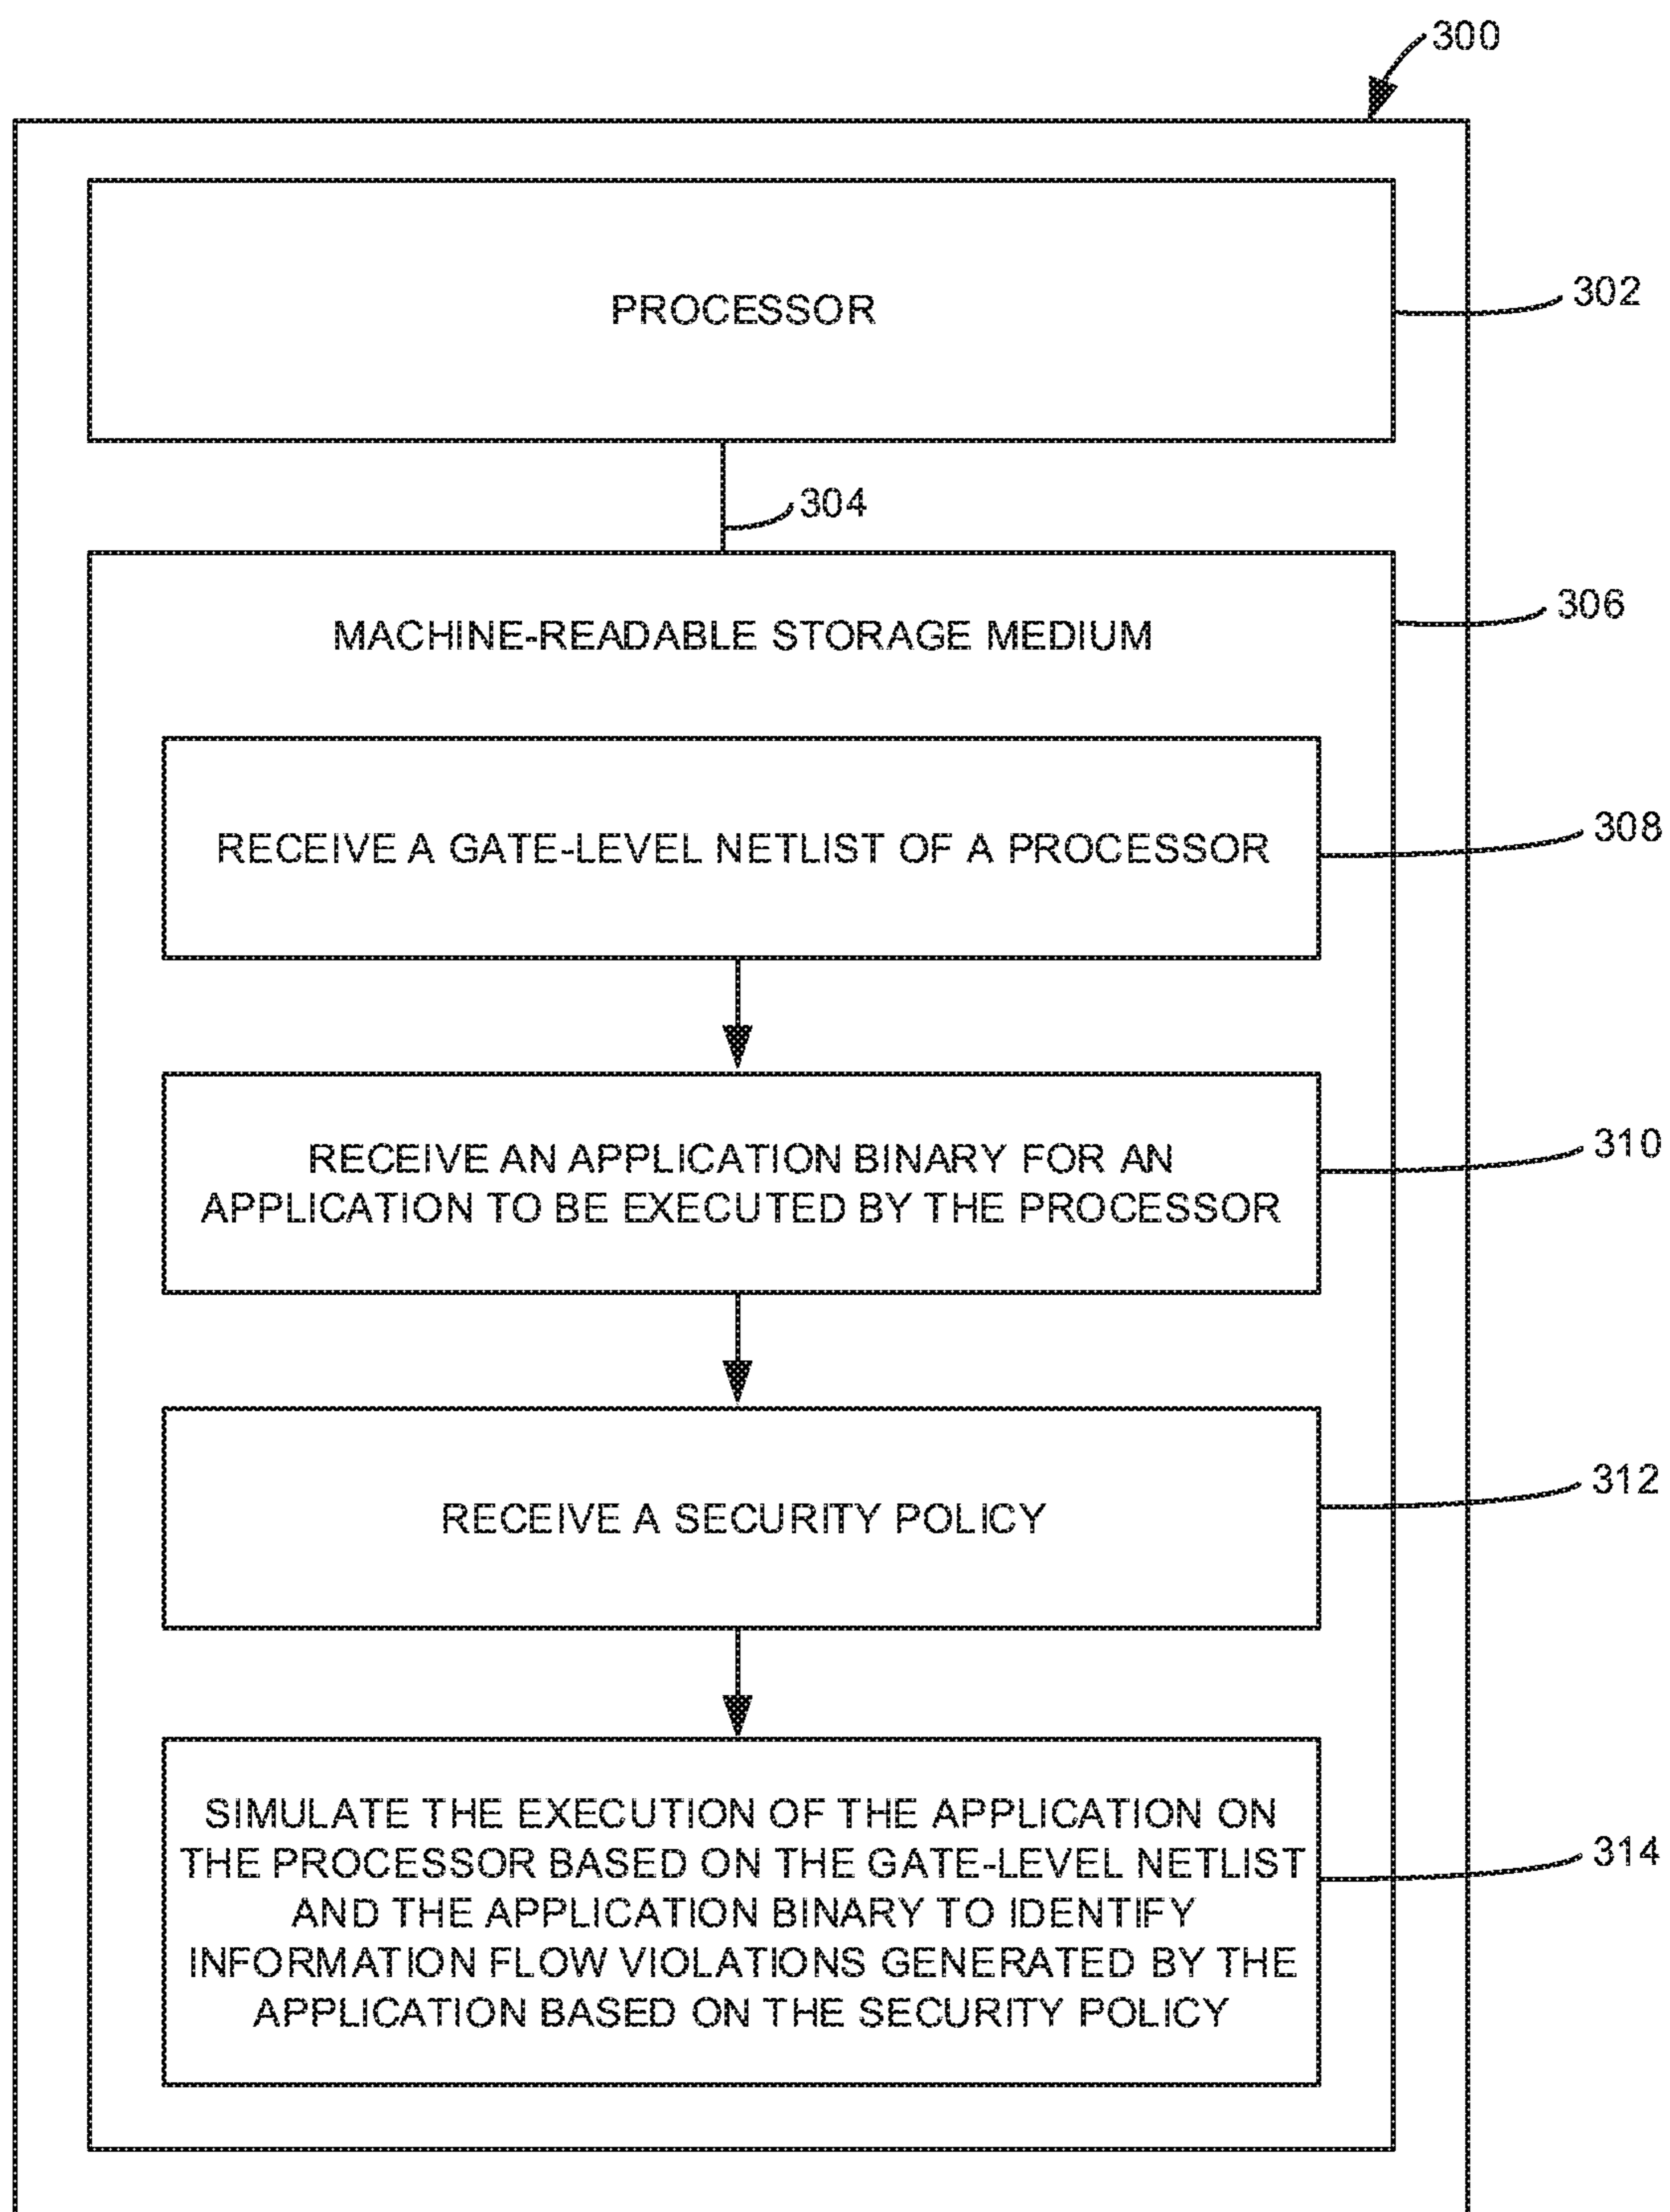 300
PROCESSOR
302
304
MACHINE-READABLE STORAGE MEDIUM
306
RECEIVE A GATE-LEVEL NETLIST OF A PROCESSOR
308
RECEIVE AN APPLICATION BINARY FOR AN
APPLICATION TO BE EXECUTED BY THE PROCESSOR
310
RECEIVE A SECURITY POLICY
312
SIMULATE THE EXECUTION OF THE APPLICATION ON
THE PROCESSOR BASED ON THE GATE-LEVEL NETLIST
AND THE APPLICATION BINARY TO IDENTIFY
INFORMATION FLOW VIOLATIONS GENERATED BY THE
APPLICATION BASED ON THE SECURITY POLICY
314